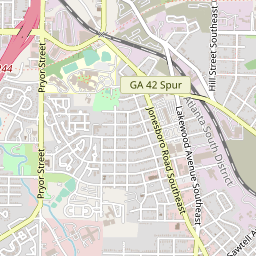 Pryor Street
244
GA 42 Spur
Hill Street Southeast
Atlanta South District
Jonesboro Road Southeast
Lakewood Avenue Southeast
Pryor Street
Sawtell A